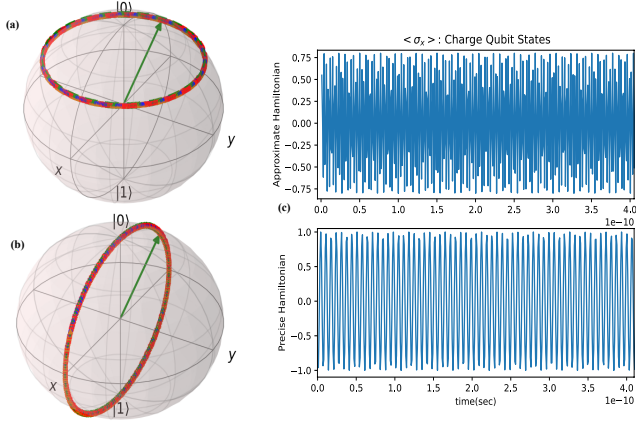 (a)
|0⟩
x
y
|1⟩
(b)
|0⟩
x
y
|1⟩
(c)
< σx > : Charge Qubit States
Approximate Hamiltonian
0.75
0.50
0.25
0.00
−0.25
−0.50
−0.75
0.0 0.5 1.0 1.5 2.0 2.5 3.0 3.5 4.0
1e−10
Precise Hamiltonian
1.0
0.5
0.0
−0.5
−1.0
0.0 0.5 1.0 1.5 2.0 2.5 3.0 3.5 4.0
time(sec)
1e−10